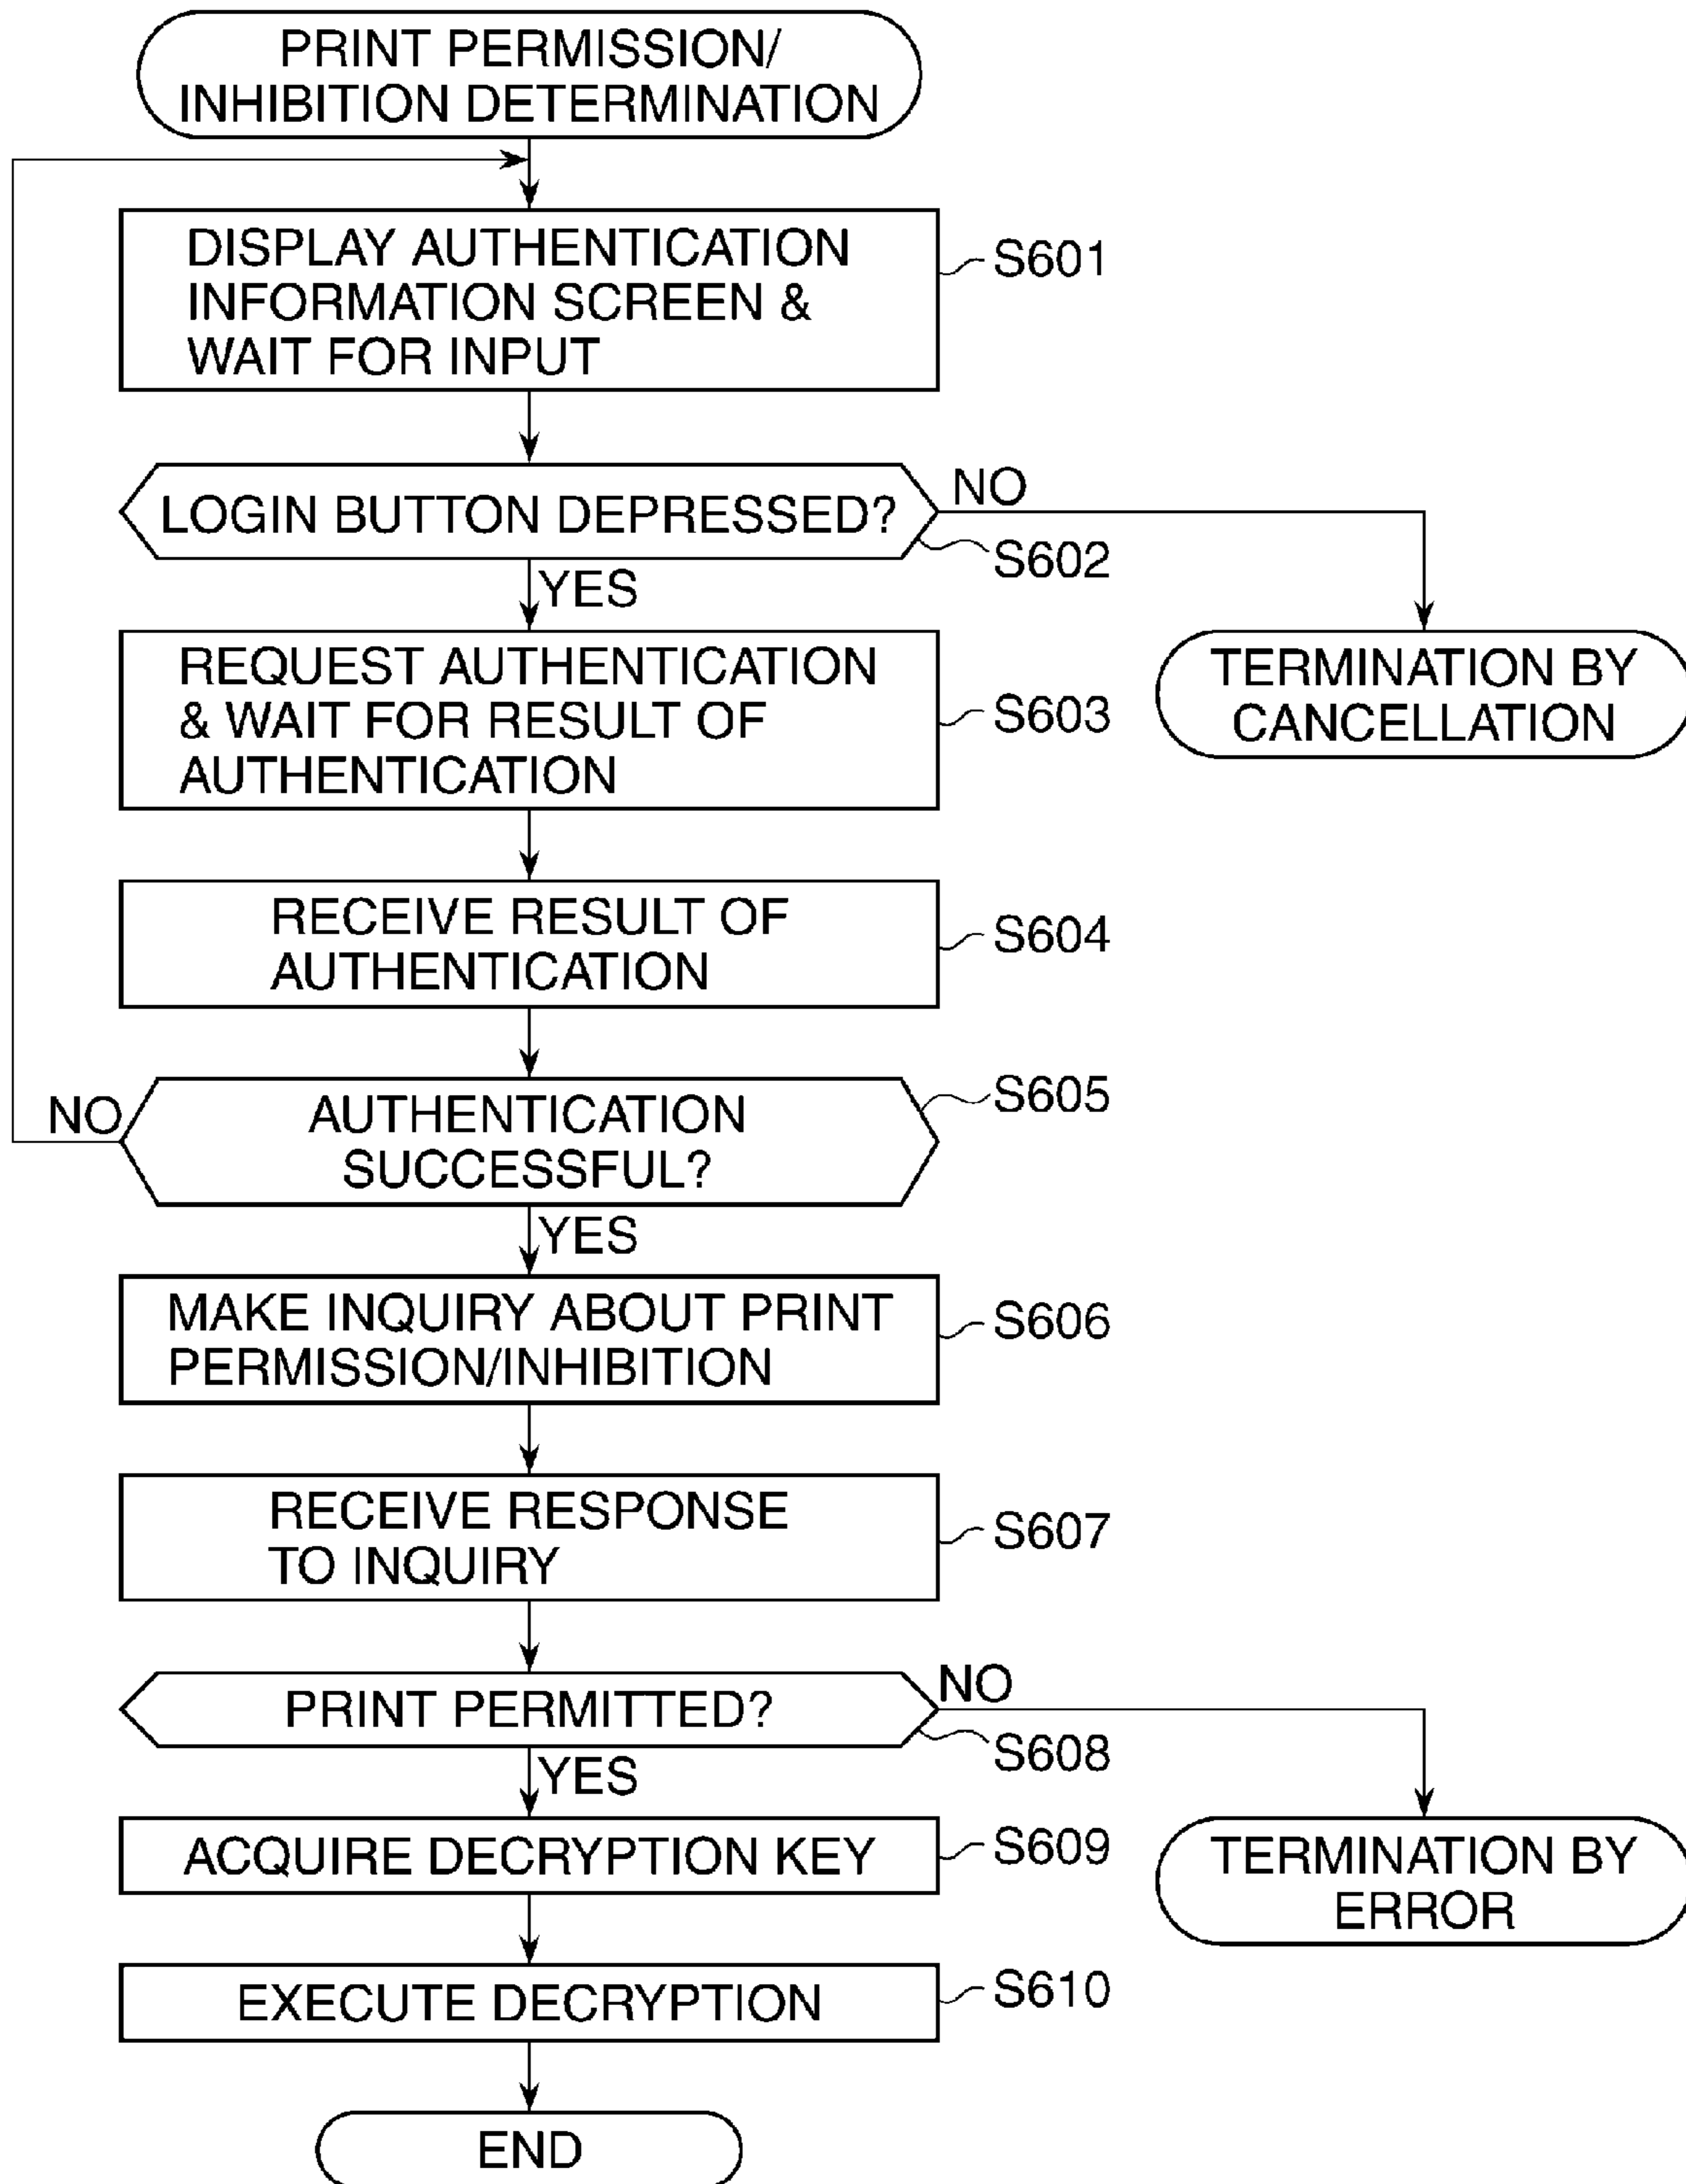 PRINT PERMISSION/
INHIBITION DETERMINATION
DISPLAY AUTHENTICATION
INFORMATION SCREEN &
WAIT FOR INPUT
S601
LOGIN BUTTON DEPRESSED?
NO
S602
YES
REQUEST AUTHENTICATION
& WAIT FOR RESULT OF
AUTHENTICATION
S603
TERMINATION BY
CANCELLATION
RECEIVE RESULT OF
AUTHENTICATION
S604
NO
AUTHENTICATION
SUCCESSFUL?
S605
YES
MAKE INQUIRY ABOUT PRINT
PERMISSION/INHIBITION
S606
RECEIVE RESPONSE
TO INQUIRY
S607
PRINT PERMITTED?
NO
S608
YES
ACQUIRE DECRYPTION KEY
S609
TERMINATION BY
ERROR
EXECUTE DECRYPTION
S610
END